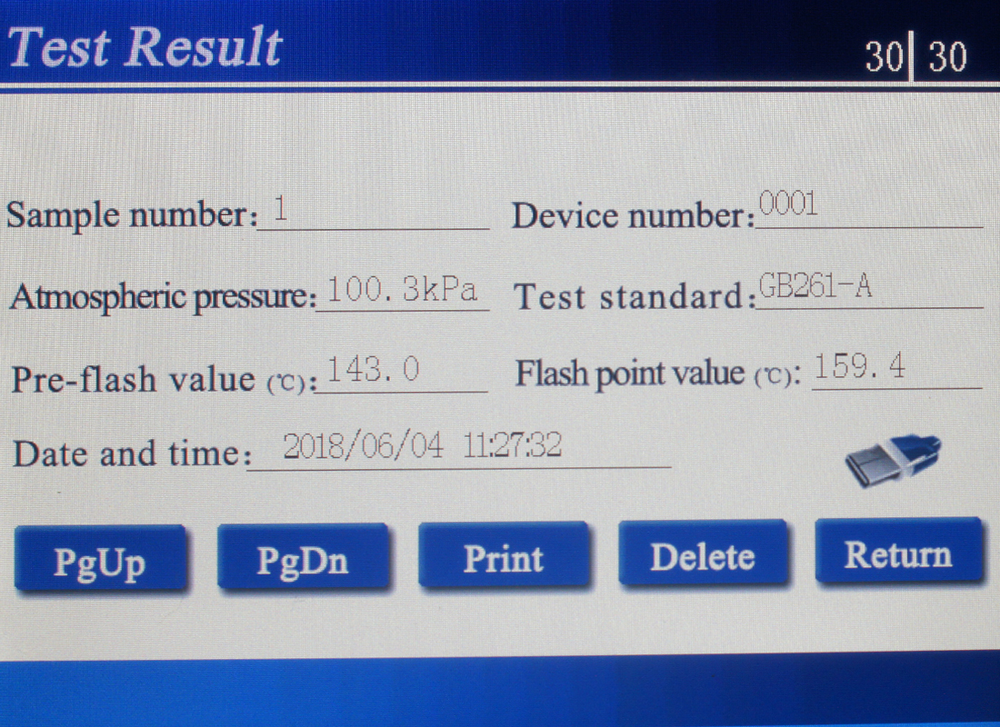 Test Result 30 | 30
Sample number: 1 Device number: 0001
Atmospheric pressure: 100.3kPa Test standard: GB261-A
Pre-flash value (℃): 143.0 Flash point value (℃): 159.4
Date and time: 2018/06/04 11:27:32
PgUp PgDn Print Delete Return